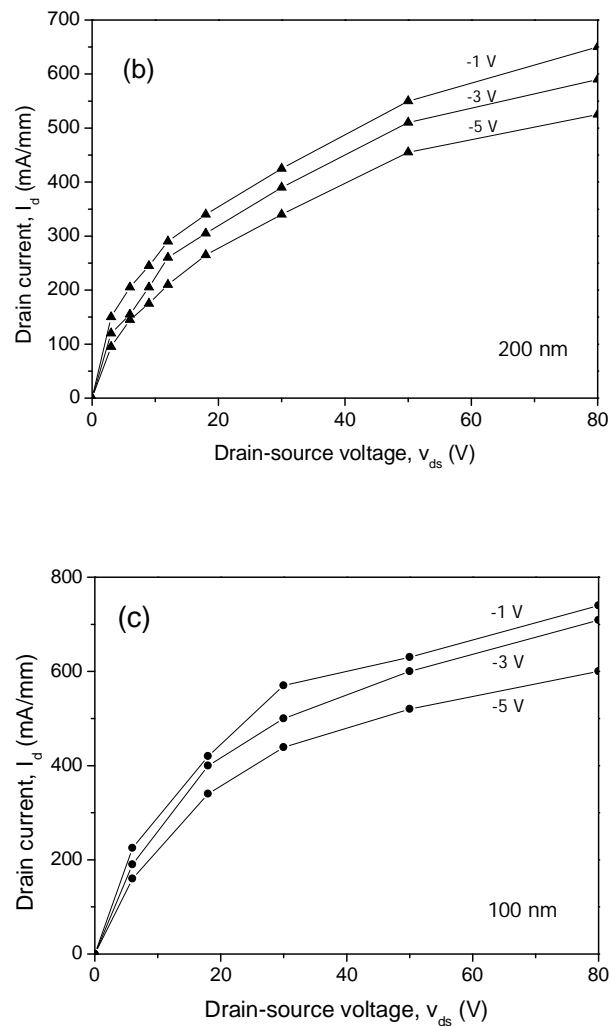 700
(b)
-1 V
600
-3 V
500
-5 V
400
300
200
100
200 nm
0
0 20 40 60 80
Drain current, I_d (mA/mm)
Drain-source voltage, v_ds (V)
800
(c)
-1 V
600
-3 V
-5 V
400
200
100 nm
0
0 20 40 60 80
Drain current, I_d (mA/mm)
Drain-source voltage, v_ds (V)